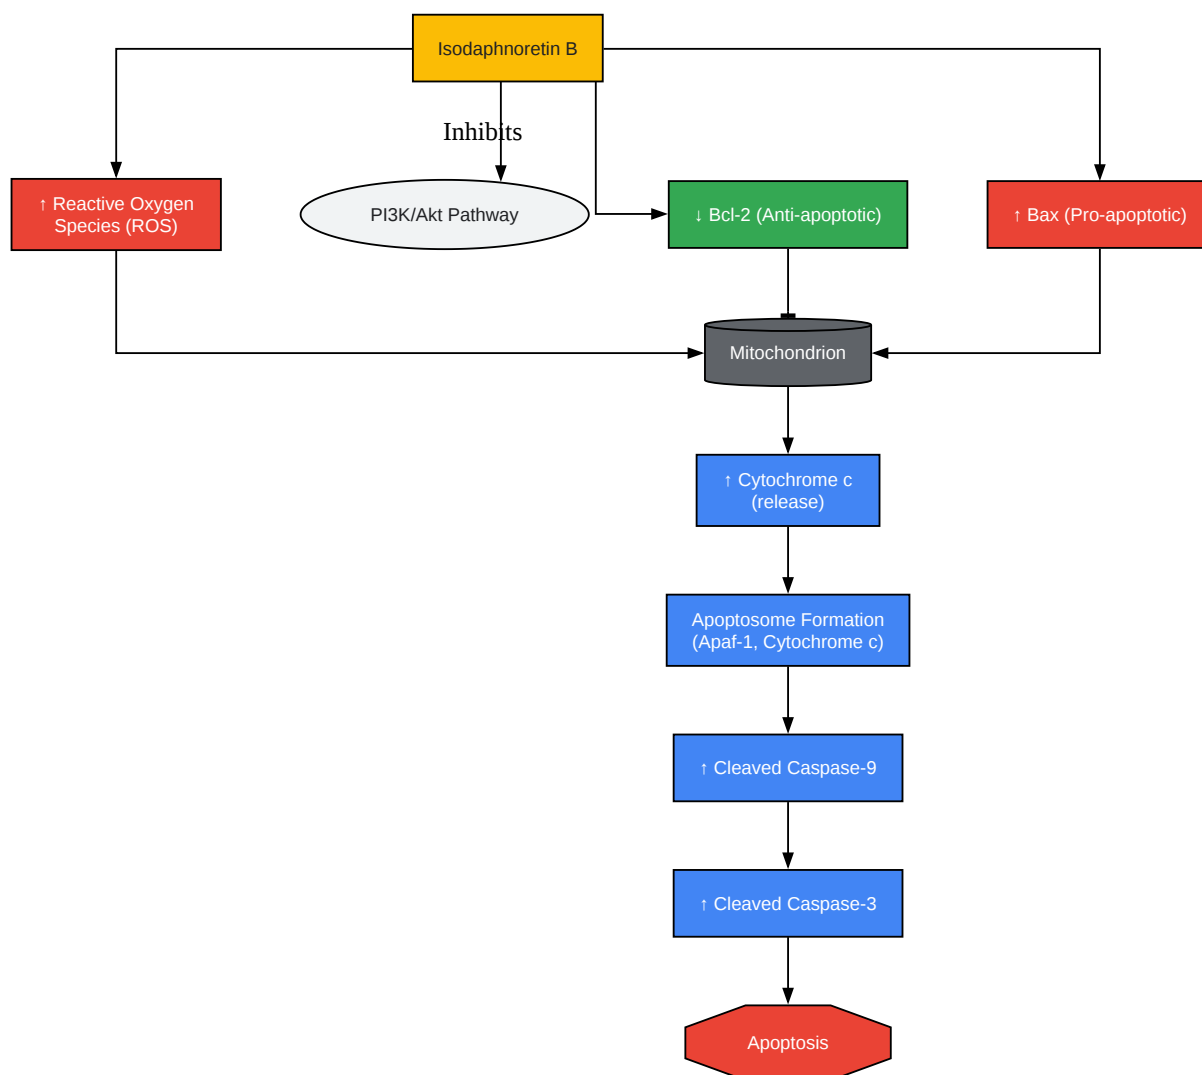 Isodaphnoretin B
Inhibits
↑ Reactive Oxygen
Species (ROS)
PI3K/Akt Pathway
↓ Bcl-2 (Anti-apoptotic)
↑ Bax (Pro-apoptotic)
Mitochondrion
↑ Cytochrome c
(release)
Apoptosome Formation
(Apaf-1, Cytochrome c)
↑ Cleaved Caspase-9
↑ Cleaved Caspase-3
Apoptosis